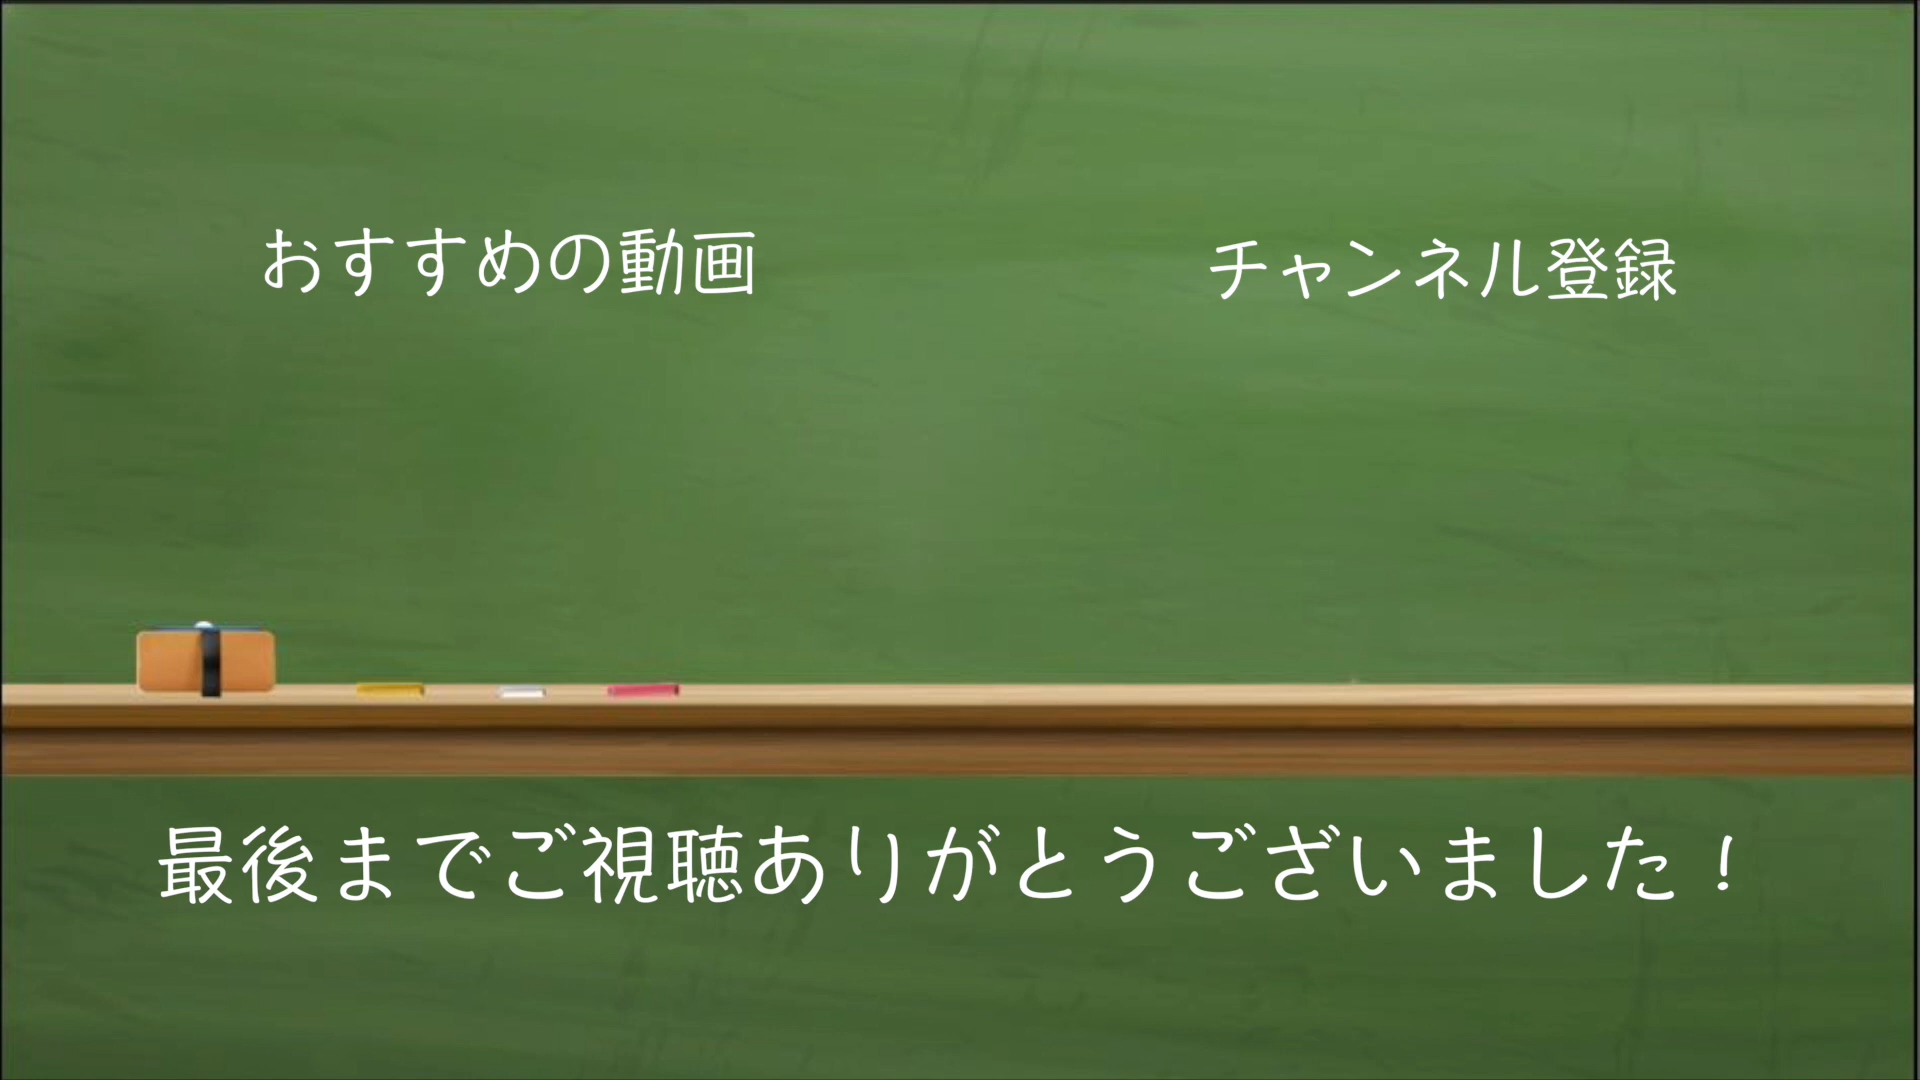 おすすめの動画
チャンネル登録
最後までご視聴ありがとうございました！